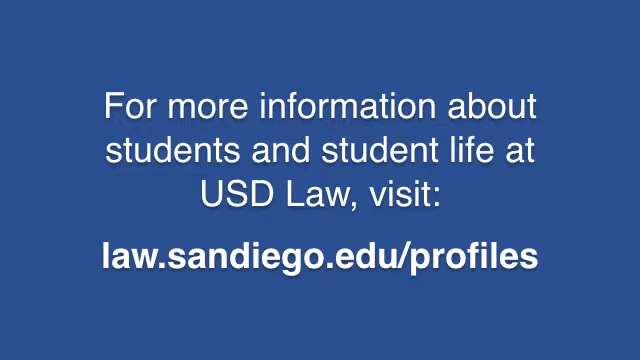 For more information about
students and student life at
USD Law, visit:
law.sandiego.edu/profiles